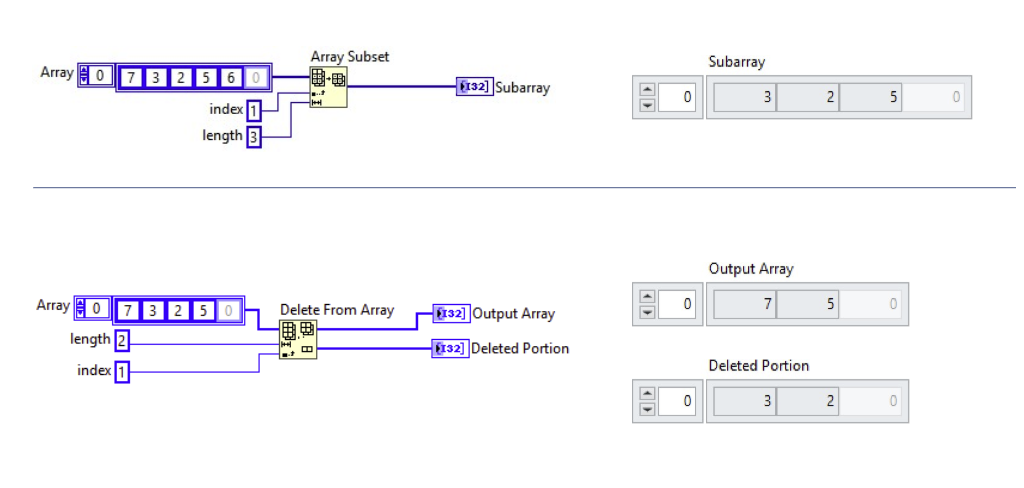 Array Subset
Array 0 7 3 2 5 6 0
[I32] Subarray
index 1
length 3
Subarray
0 3 2 5 0
Array 0 7 3 2 5 0
Delete From Array
[I32] Output Array
length 2
[I32] Deleted Portion
index 1
Output Array
0 7 5 0
Deleted Portion
0 3 2 0